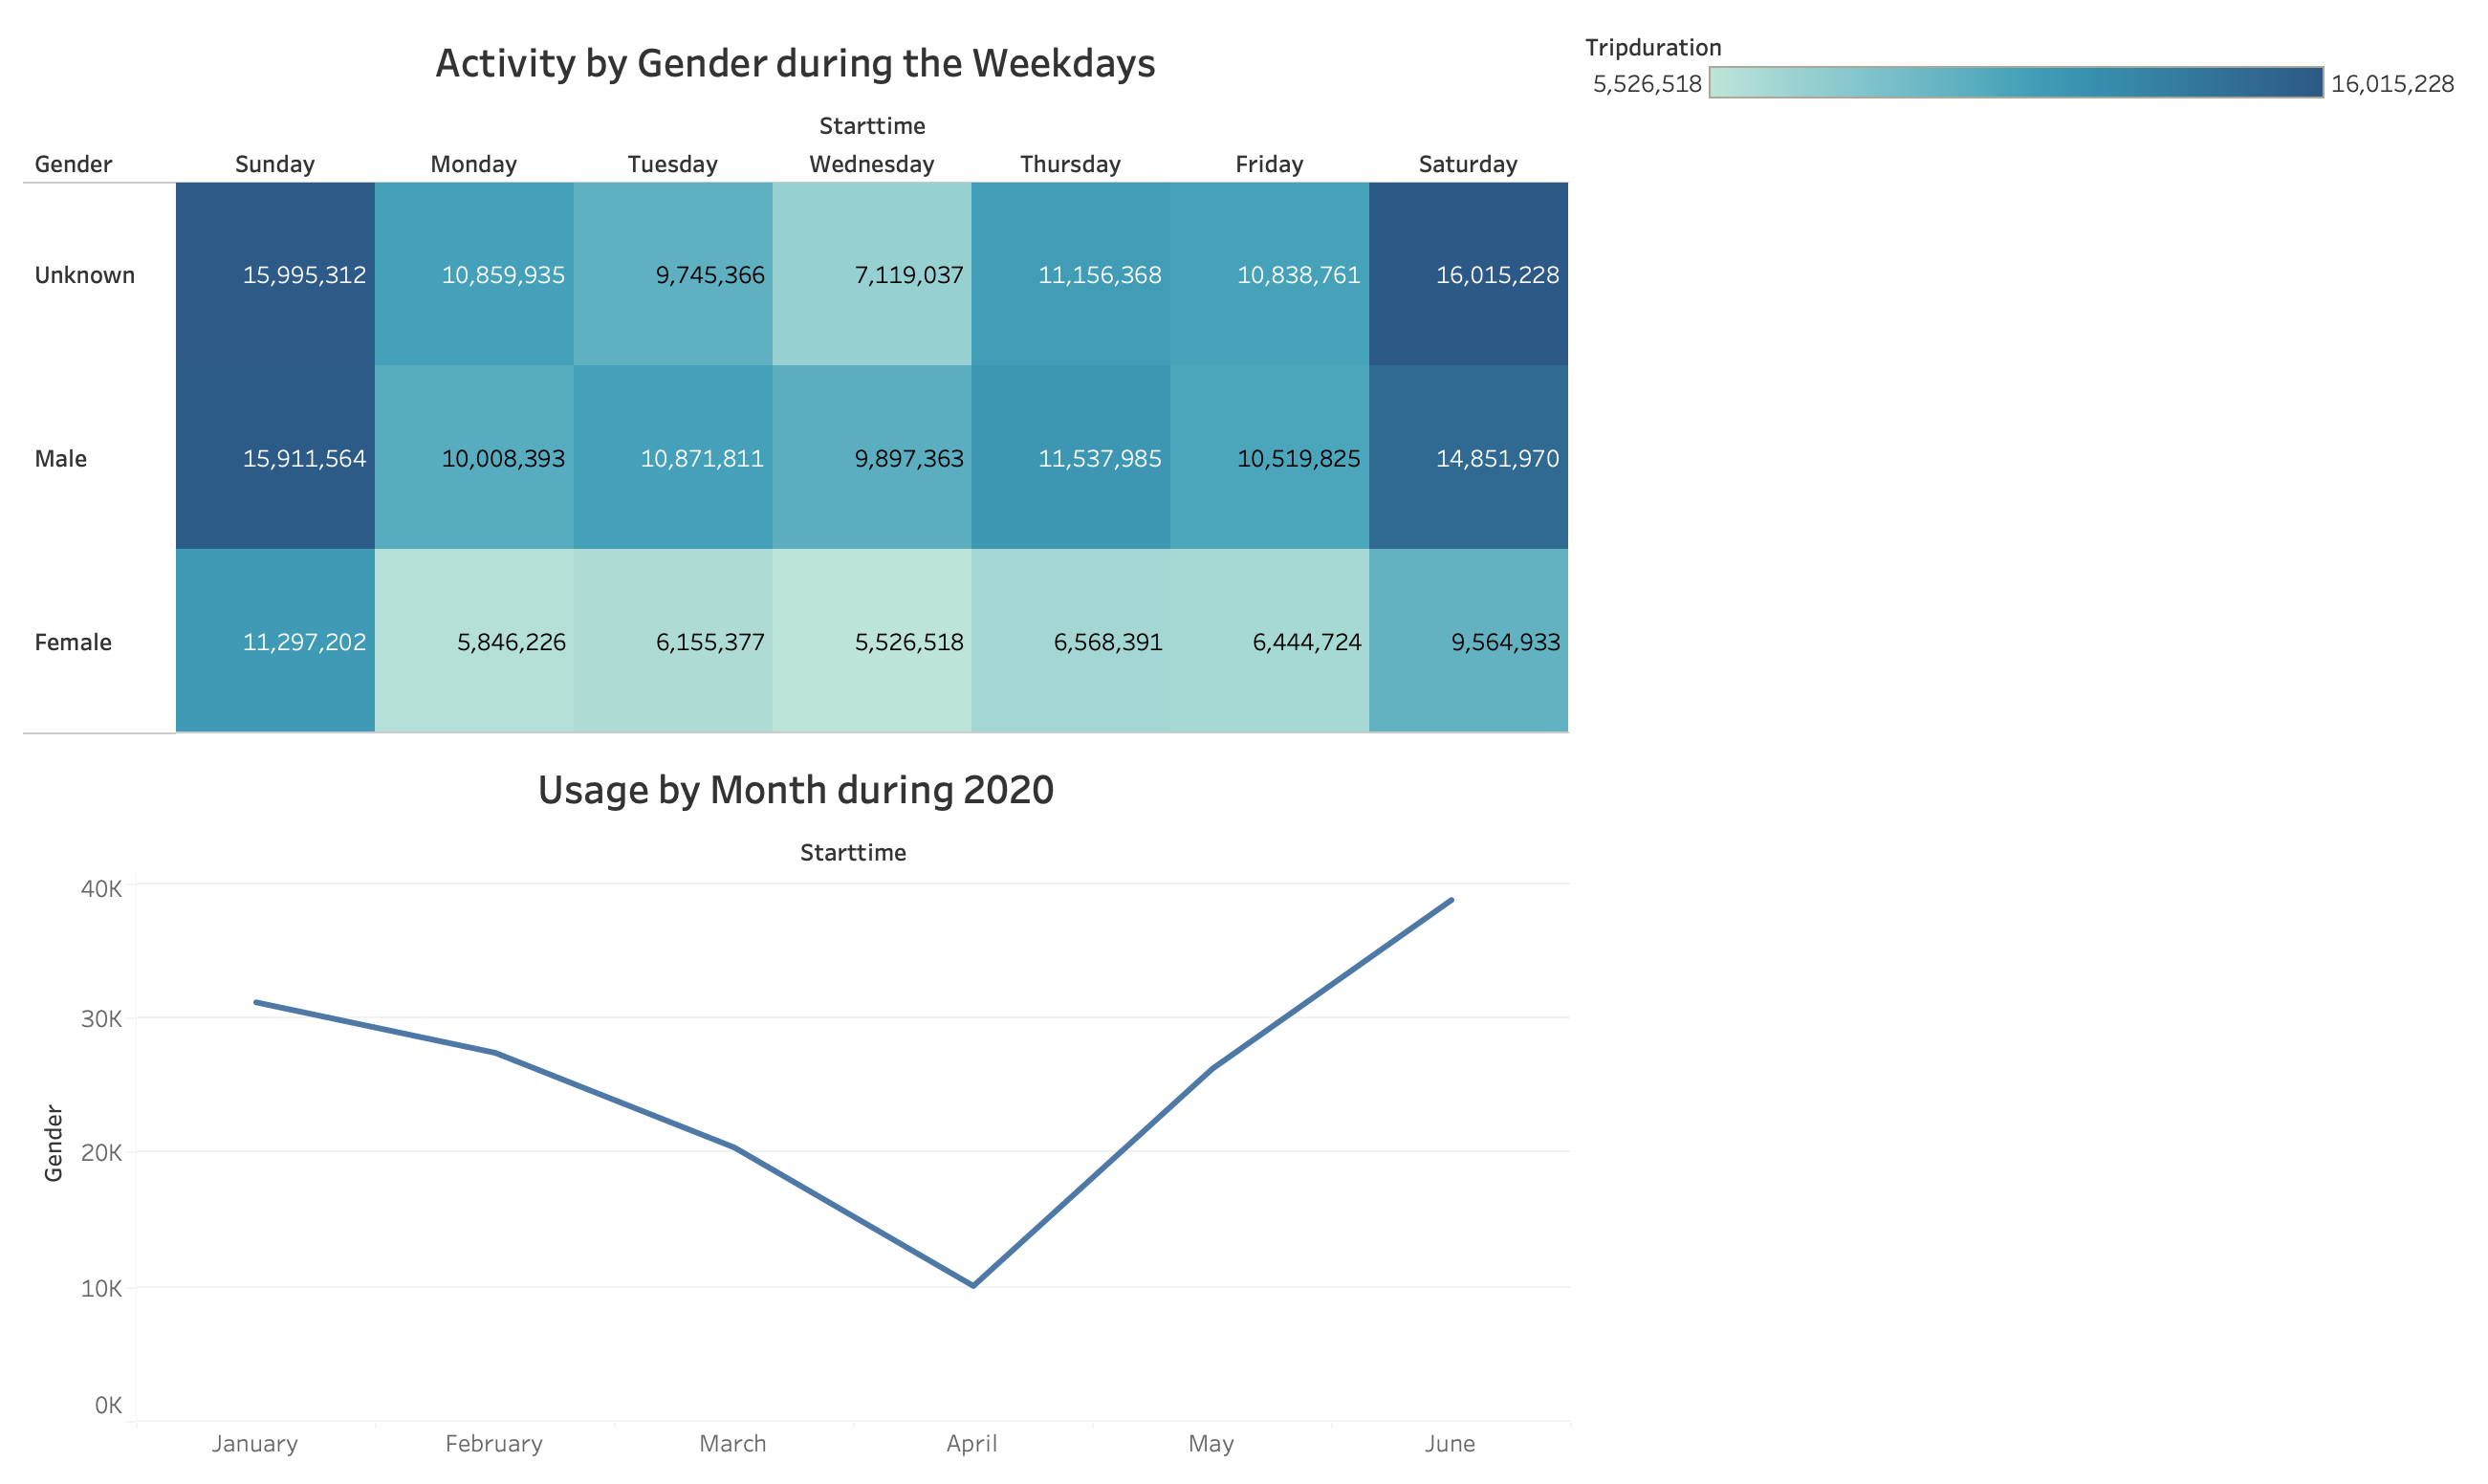 Activity by Gender during the Weekdays
Tripduration
5,526,518 16,015,228
Starttime
Gender Sunday Monday Tuesday Wednesday Thursday Friday Saturday
Unknown 15,995,312 10,859,935 9,745,366 7,119,037 11,156,368 10,838,761 16,015,228
Male 15,911,564 10,008,393 10,871,811 9,897,363 11,537,985 10,519,825 14,851,970
Female 11,297,202 5,846,226 6,155,377 5,526,518 6,568,391 6,444,724 9,564,933
Usage by Month during 2020
Starttime
40K
30K
20K
10K
0K
Gender
January February March April May June